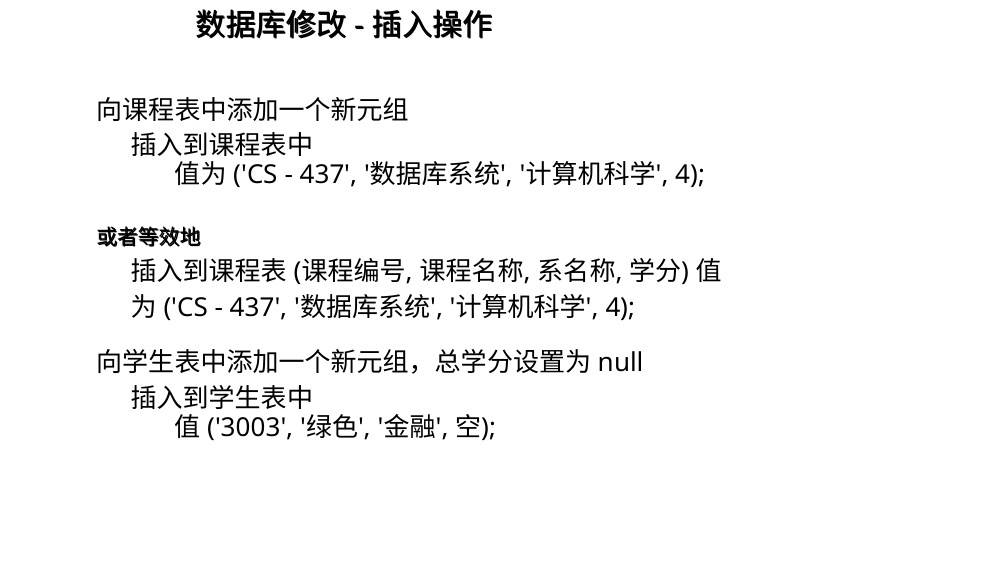 数据库修改 - 插入操作
向课程表中添加一个新元组
插入到课程表中
值为 ('CS - 437', '数据库系统', '计算机科学', 4);
或者等效地
插入到课程表 (课程编号, 课程名称, 系名称, 学分) 值
为 ('CS - 437', '数据库系统', '计算机科学', 4);
向学生表中添加一个新元组，总学分设置为 null
插入到学生表中
值 ('3003', '绿色', '金融', 空);